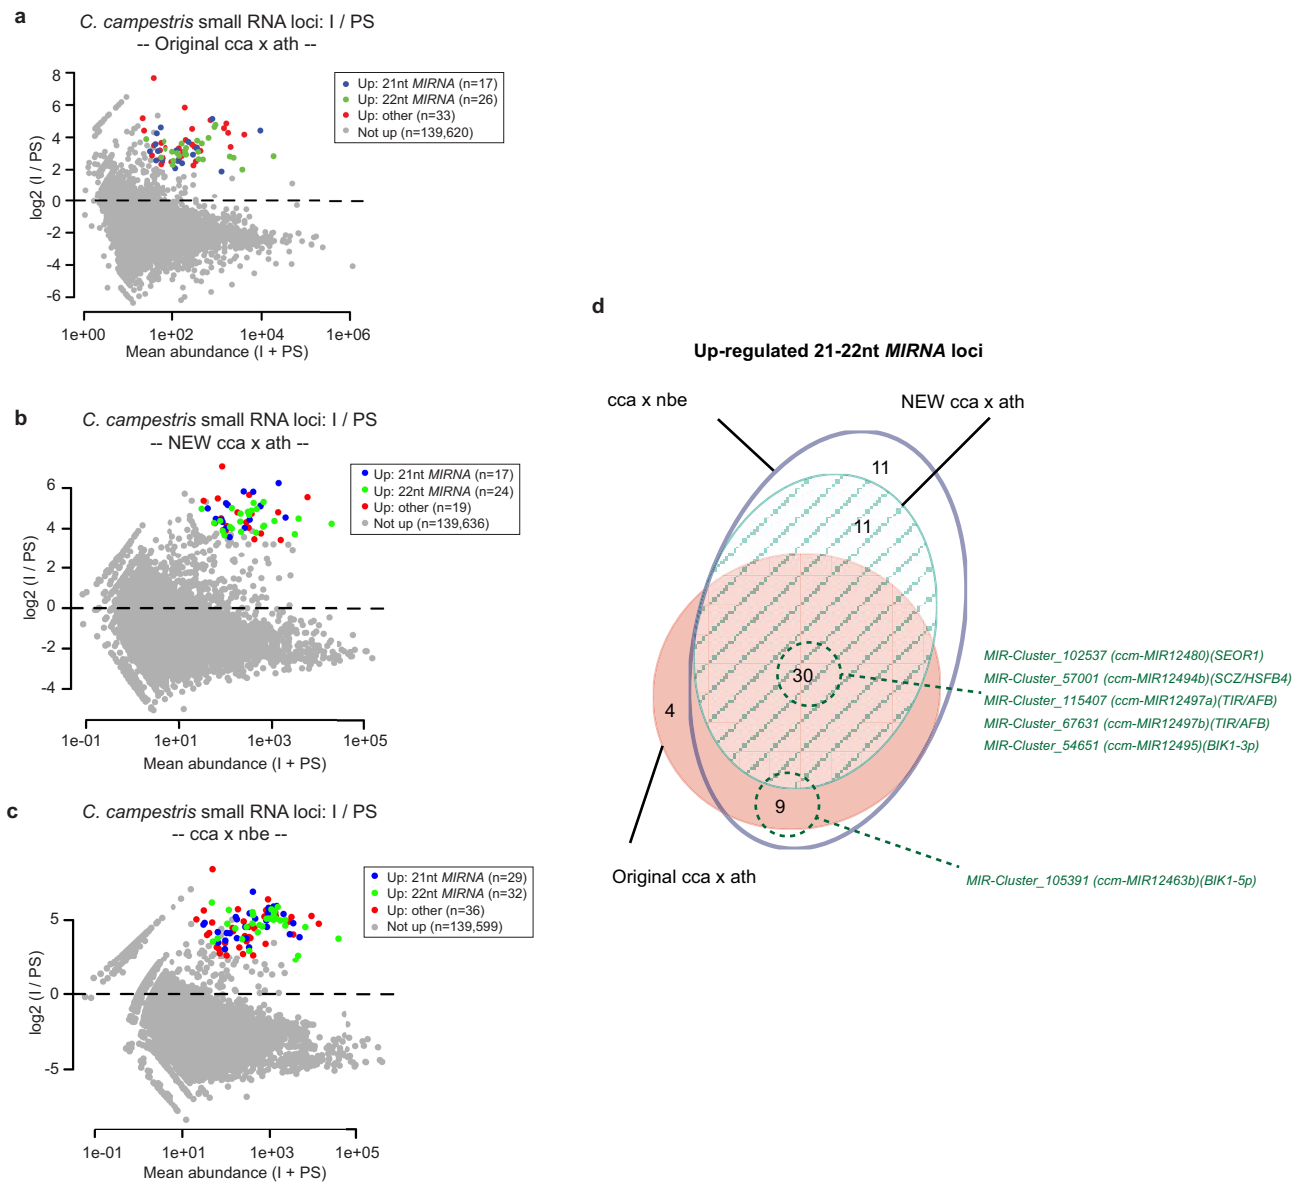 a
C. campestris small RNA loci: I / PS
-- Original cca x ath --
Up: 21nt MIRNA (n=17)
Up: 22nt MIRNA (n=26)
Up: other (n=33)
Not up (n=139,620)
log2 (I / PS)
8
6
4
2
0
-2
-4
-6
1e+00
1e+02
1e+04
1e+06
Mean abundance (I + PS)
b
C. campestris small RNA loci: I / PS
-- NEW cca x ath --
Up: 21nt MIRNA (n=17)
Up: 22nt MIRNA (n=24)
Up: other (n=19)
Not up (n=139,636)
log2 (I / PS)
6
4
2
0
-2
-4
1e-01
1e+01
1e+03
1e+05
Mean abundance (I + PS)
c
C. campestris small RNA loci: I / PS
-- cca x nbe --
Up: 21nt MIRNA (n=29)
Up: 22nt MIRNA (n=32)
Up: other (n=36)
Not up (n=139,599)
log2 (I / PS)
5
0
-5
1e-01
1e+01
1e+03
1e+05
Mean abundance (I + PS)
d
Up-regulated 21-22nt MIRNA loci
cca x nbe
NEW cca x ath
11
11
30
4
9
Original cca x ath
MIR-Cluster_102537 (ccm-MIR12480)(SEOR1)
MIR-Cluster_57001 (ccm-MIR12494b)(SCZ/HSFB4)
MIR-Cluster_115407 (ccm-MIR12497a)(TIR/AFB)
MIR-Cluster_67631 (ccm-MIR12497b)(TIR/AFB)
MIR-Cluster_54651 (ccm-MIR12495)(BIK1-3p)
MIR-Cluster_105391 (ccm-MIR12463b)(BIK1-5p)